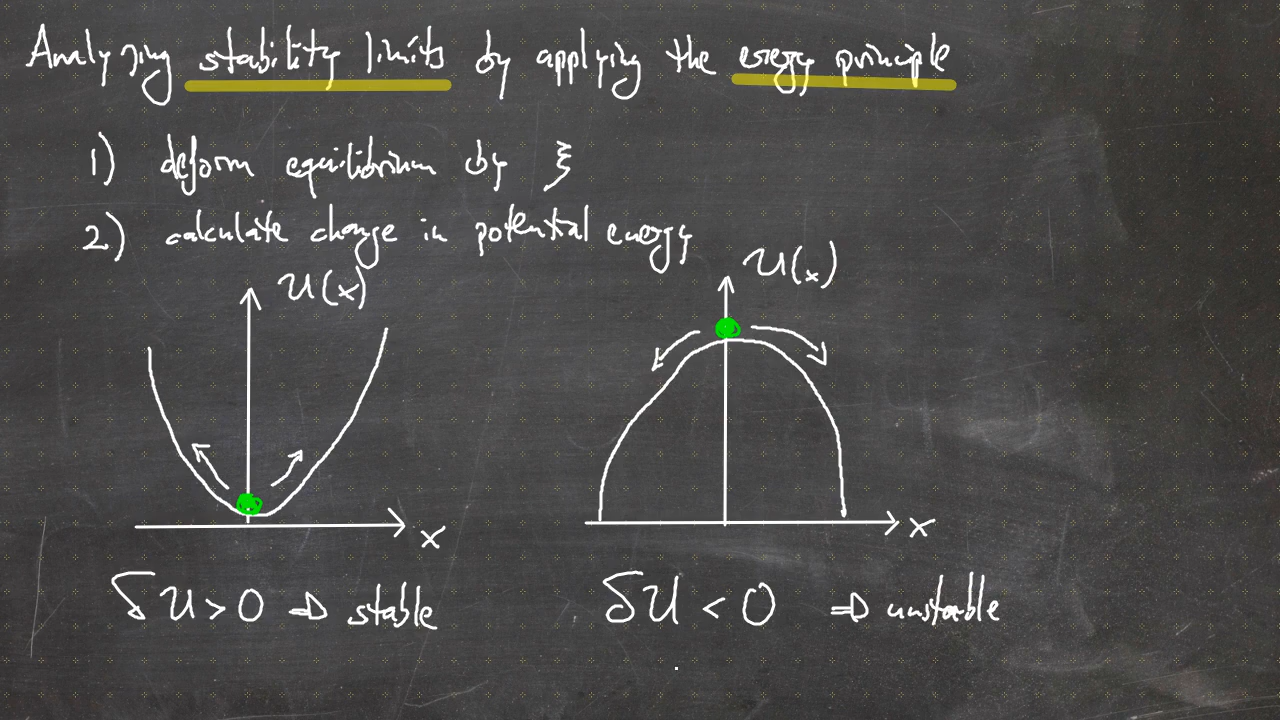 Analyzing stability limits by applying the energy principle
1) deform equilibrium by ξ
2) calculate change in potential energy
U(x)
U(x)
x
x
δU > 0 ⇒ stable
δU < 0 ⇒ unstable